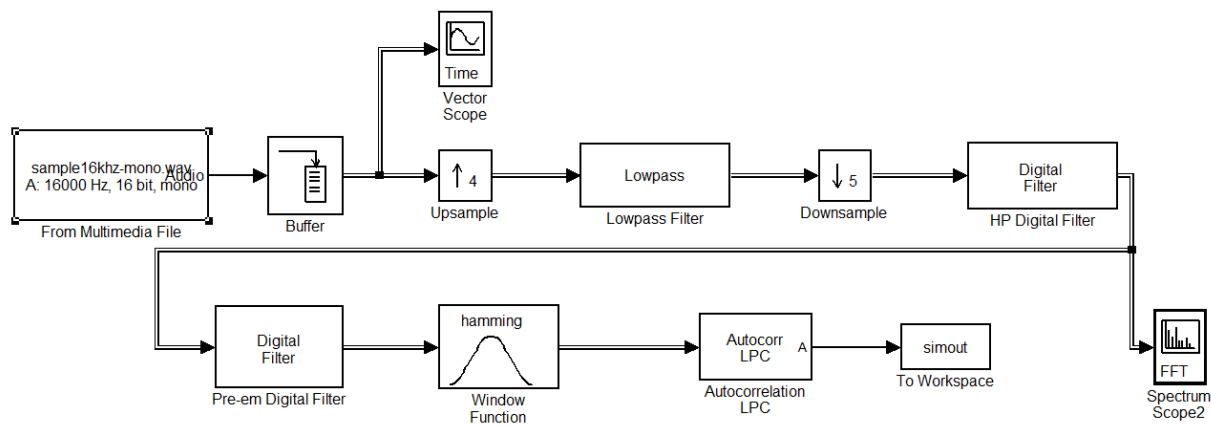 Time
Vector
Scope
sample16khz-mono.wav
Audio
A: 16000 Hz, 16 bit, mono
From Multimedia File
Buffer
4
Upsample
Lowpass
Lowpass Filter
5
Downsample
Digital
Filter
HP Digital Filter
Digital
Filter
Pre-em Digital Filter
hamming
Window
Function
Autocorr
LPC
A
Autocorrelation
LPC
simout
To Workspace
FFT
Spectrum
Scope2